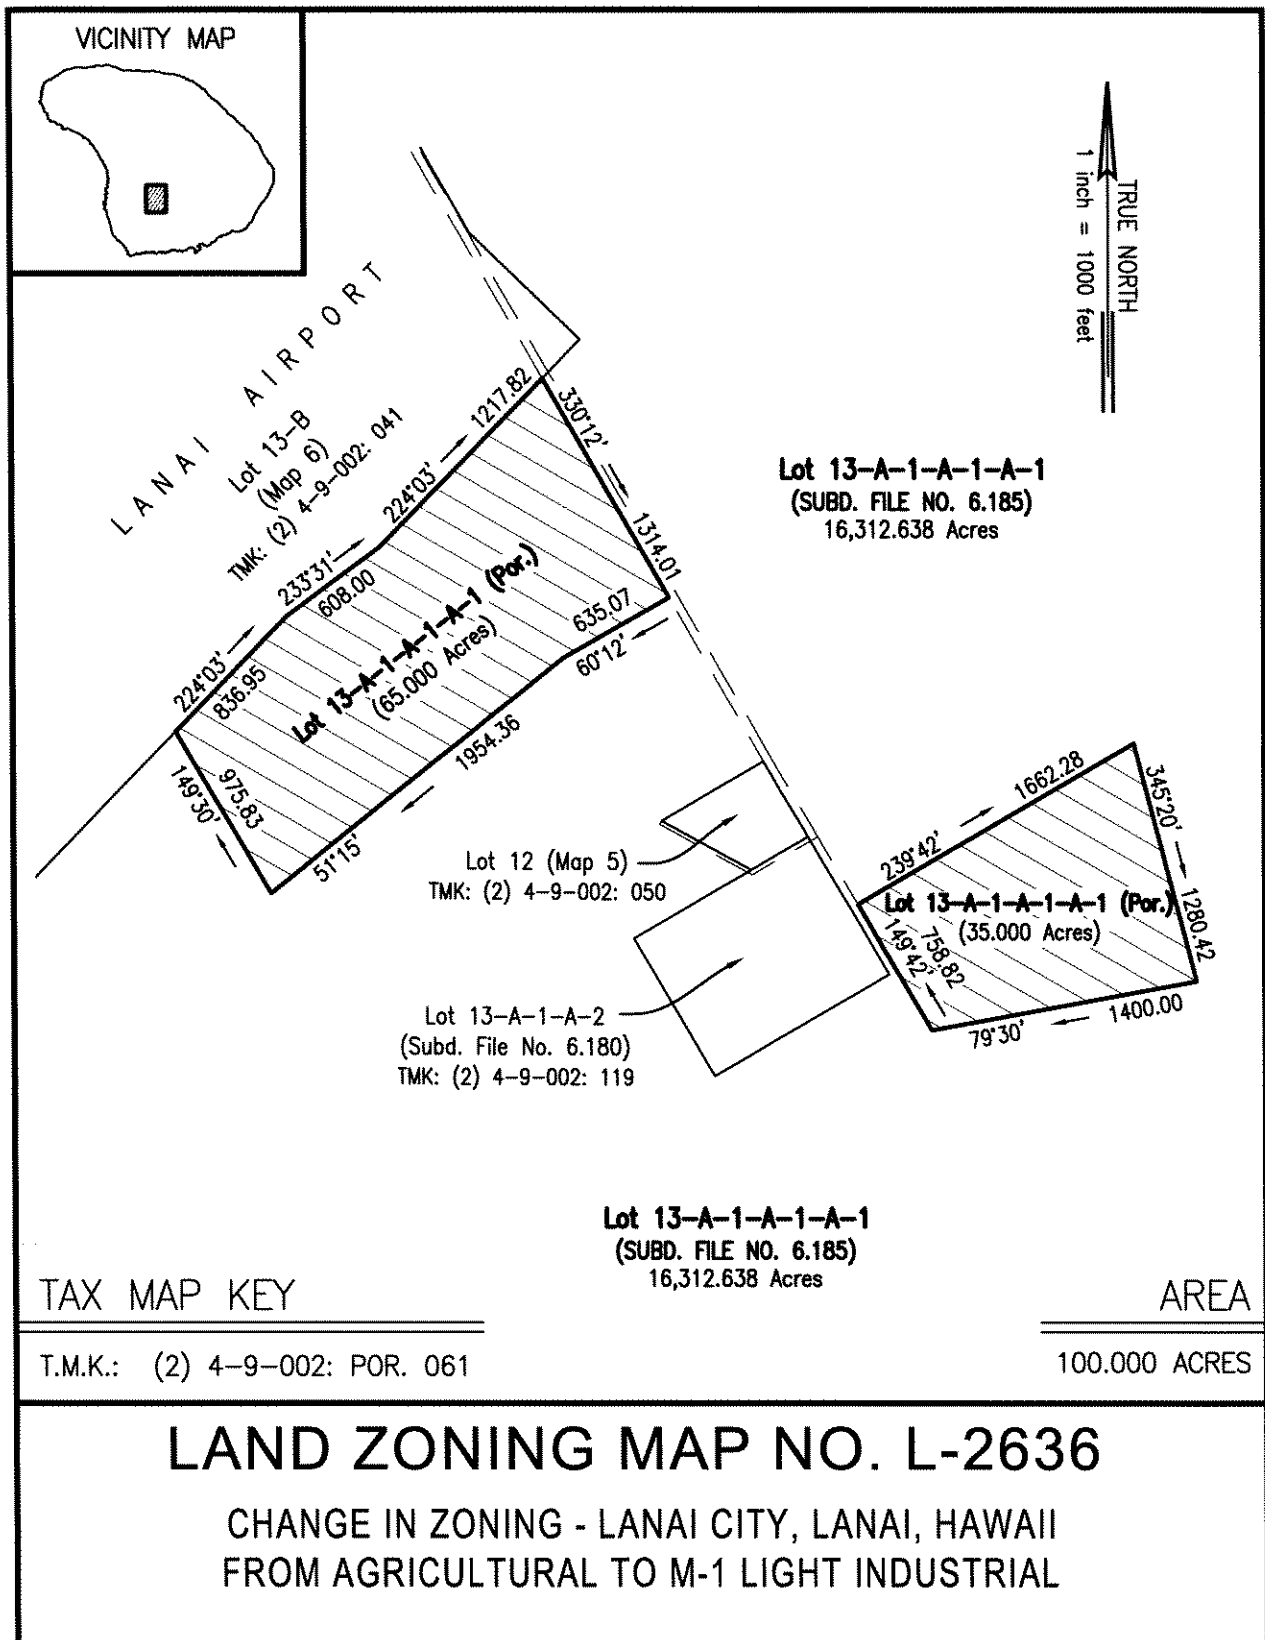 VICINITY MAP
TRUE NORTH
1 inch = 1000 feet
LANAI AIRPORT
Lot 13-B
(Map 6)
TMK: (2) 4-9-002: 041
1217.82
224°03'
233°31'
608.00
224°03'
836.95
330°12'
1314.01
635.07
60°12'
Lot 13-A-1-A-1-A-1 (Por.)
(65.000 Acres)
1954.36
51°15'
975.83
149°30'
Lot 13-A-1-A-1-A-1
(SUBD. FILE NO. 6.185)
16,312.638 Acres
1662.28
239°42'
345°20'
1280.42
Lot 13-A-1-A-1-A-1 (Por.)
(35.000 Acres)
758.82
149°42'
1400.00
79°30'
Lot 12 (Map 5)
TMK: (2) 4-9-002: 050
Lot 13-A-1-A-2
(Subd. File No. 6.180)
TMK: (2) 4-9-002: 119
Lot 13-A-1-A-1-A-1
(SUBD. FILE NO. 6.185)
16,312.638 Acres
TAX MAP KEY
AREA
T.M.K.: (2) 4-9-002: POR. 061
100.000 ACRES
LAND ZONING MAP NO. L-2636
CHANGE IN ZONING - LANAI CITY, LANAI, HAWAII
FROM AGRICULTURAL TO M-1 LIGHT INDUSTRIAL